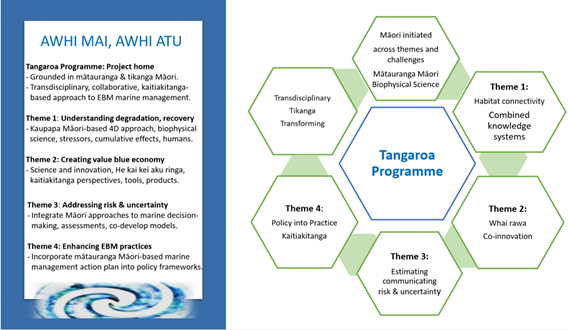 AWHI MAI, AWHI ATU
Tangaroa Programme: Project home
- Grounded in mātauranga & tikanga Māori.
- Transdisciplinary, collaborative, kaitiakitanga-
based approach to EBM marine management.
Theme 1: Understanding degradation, recovery
- Kaupapa Māori-based 4D approach, biophysical
science, stressors, cumulative effects, humans.
Theme 2: Creating value blue economy
- Science and innovation, He kai kei aku ringa,
kaitiakitanga perspectives, tools, products.
Theme 3: Addressing risk & uncertainty
- Integrate Māori approaches to marine decision-
making, assessments, co-develop models.
Theme 4: Enhancing EBM practices
- Incorporate mātauranga Māori-based marine
management action plan into policy frameworks.
Māori initiated
across themes and
challenges
Mātauranga Māori
Biophysical Science
Theme 1:
Habitat connectivity
Combined
knowledge
systems
Theme 2:
Whai rawa
Co-innovation
Theme 3:
Estimating
communicating
risk & uncertainty
Theme 4:
Policy into Practice
Kaitiakitanga
Transdisciplinary
Tikanga
Transforming
Tangaroa
Programme